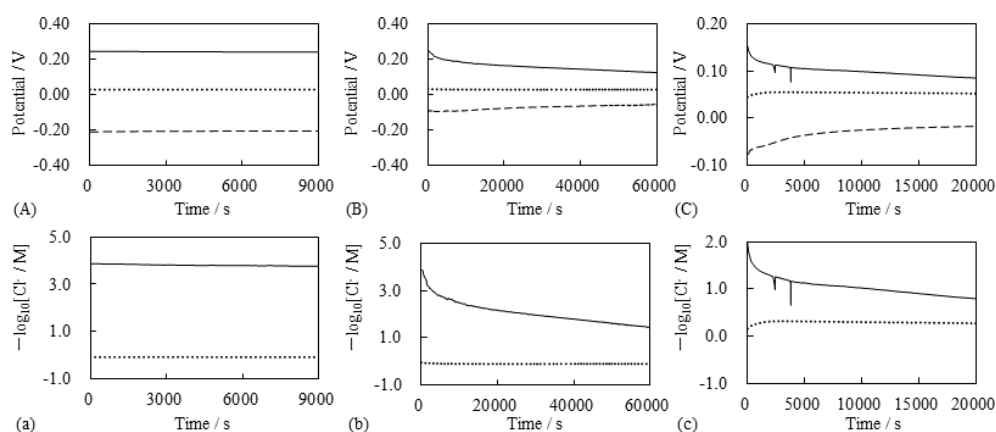 0.40 0.40 0.20
0.20 0.20 0.10
0.00 0.00 0.00
-0.20 -0.20
-0.40 -0.40 -0.10
Potential / V Potential / V Potential / V
0 3000 6000 9000 0 20000 40000 60000 0 5000 10000 15000 20000
(A) Time / s (B) Time / s (C) Time / s
5.0 5.0 2.0
3.0 3.0 1.0
1.0 1.0 0.0
-1.0 -1.0 -1.0
—log10[Cl- / M] —log10[Cl- / M] —log10[Cl- / M]
0 3000 6000 9000 0 20000 40000 60000 0 5000 10000 15000 20000
(a) Time / s (b) Time / s (c) Time / s